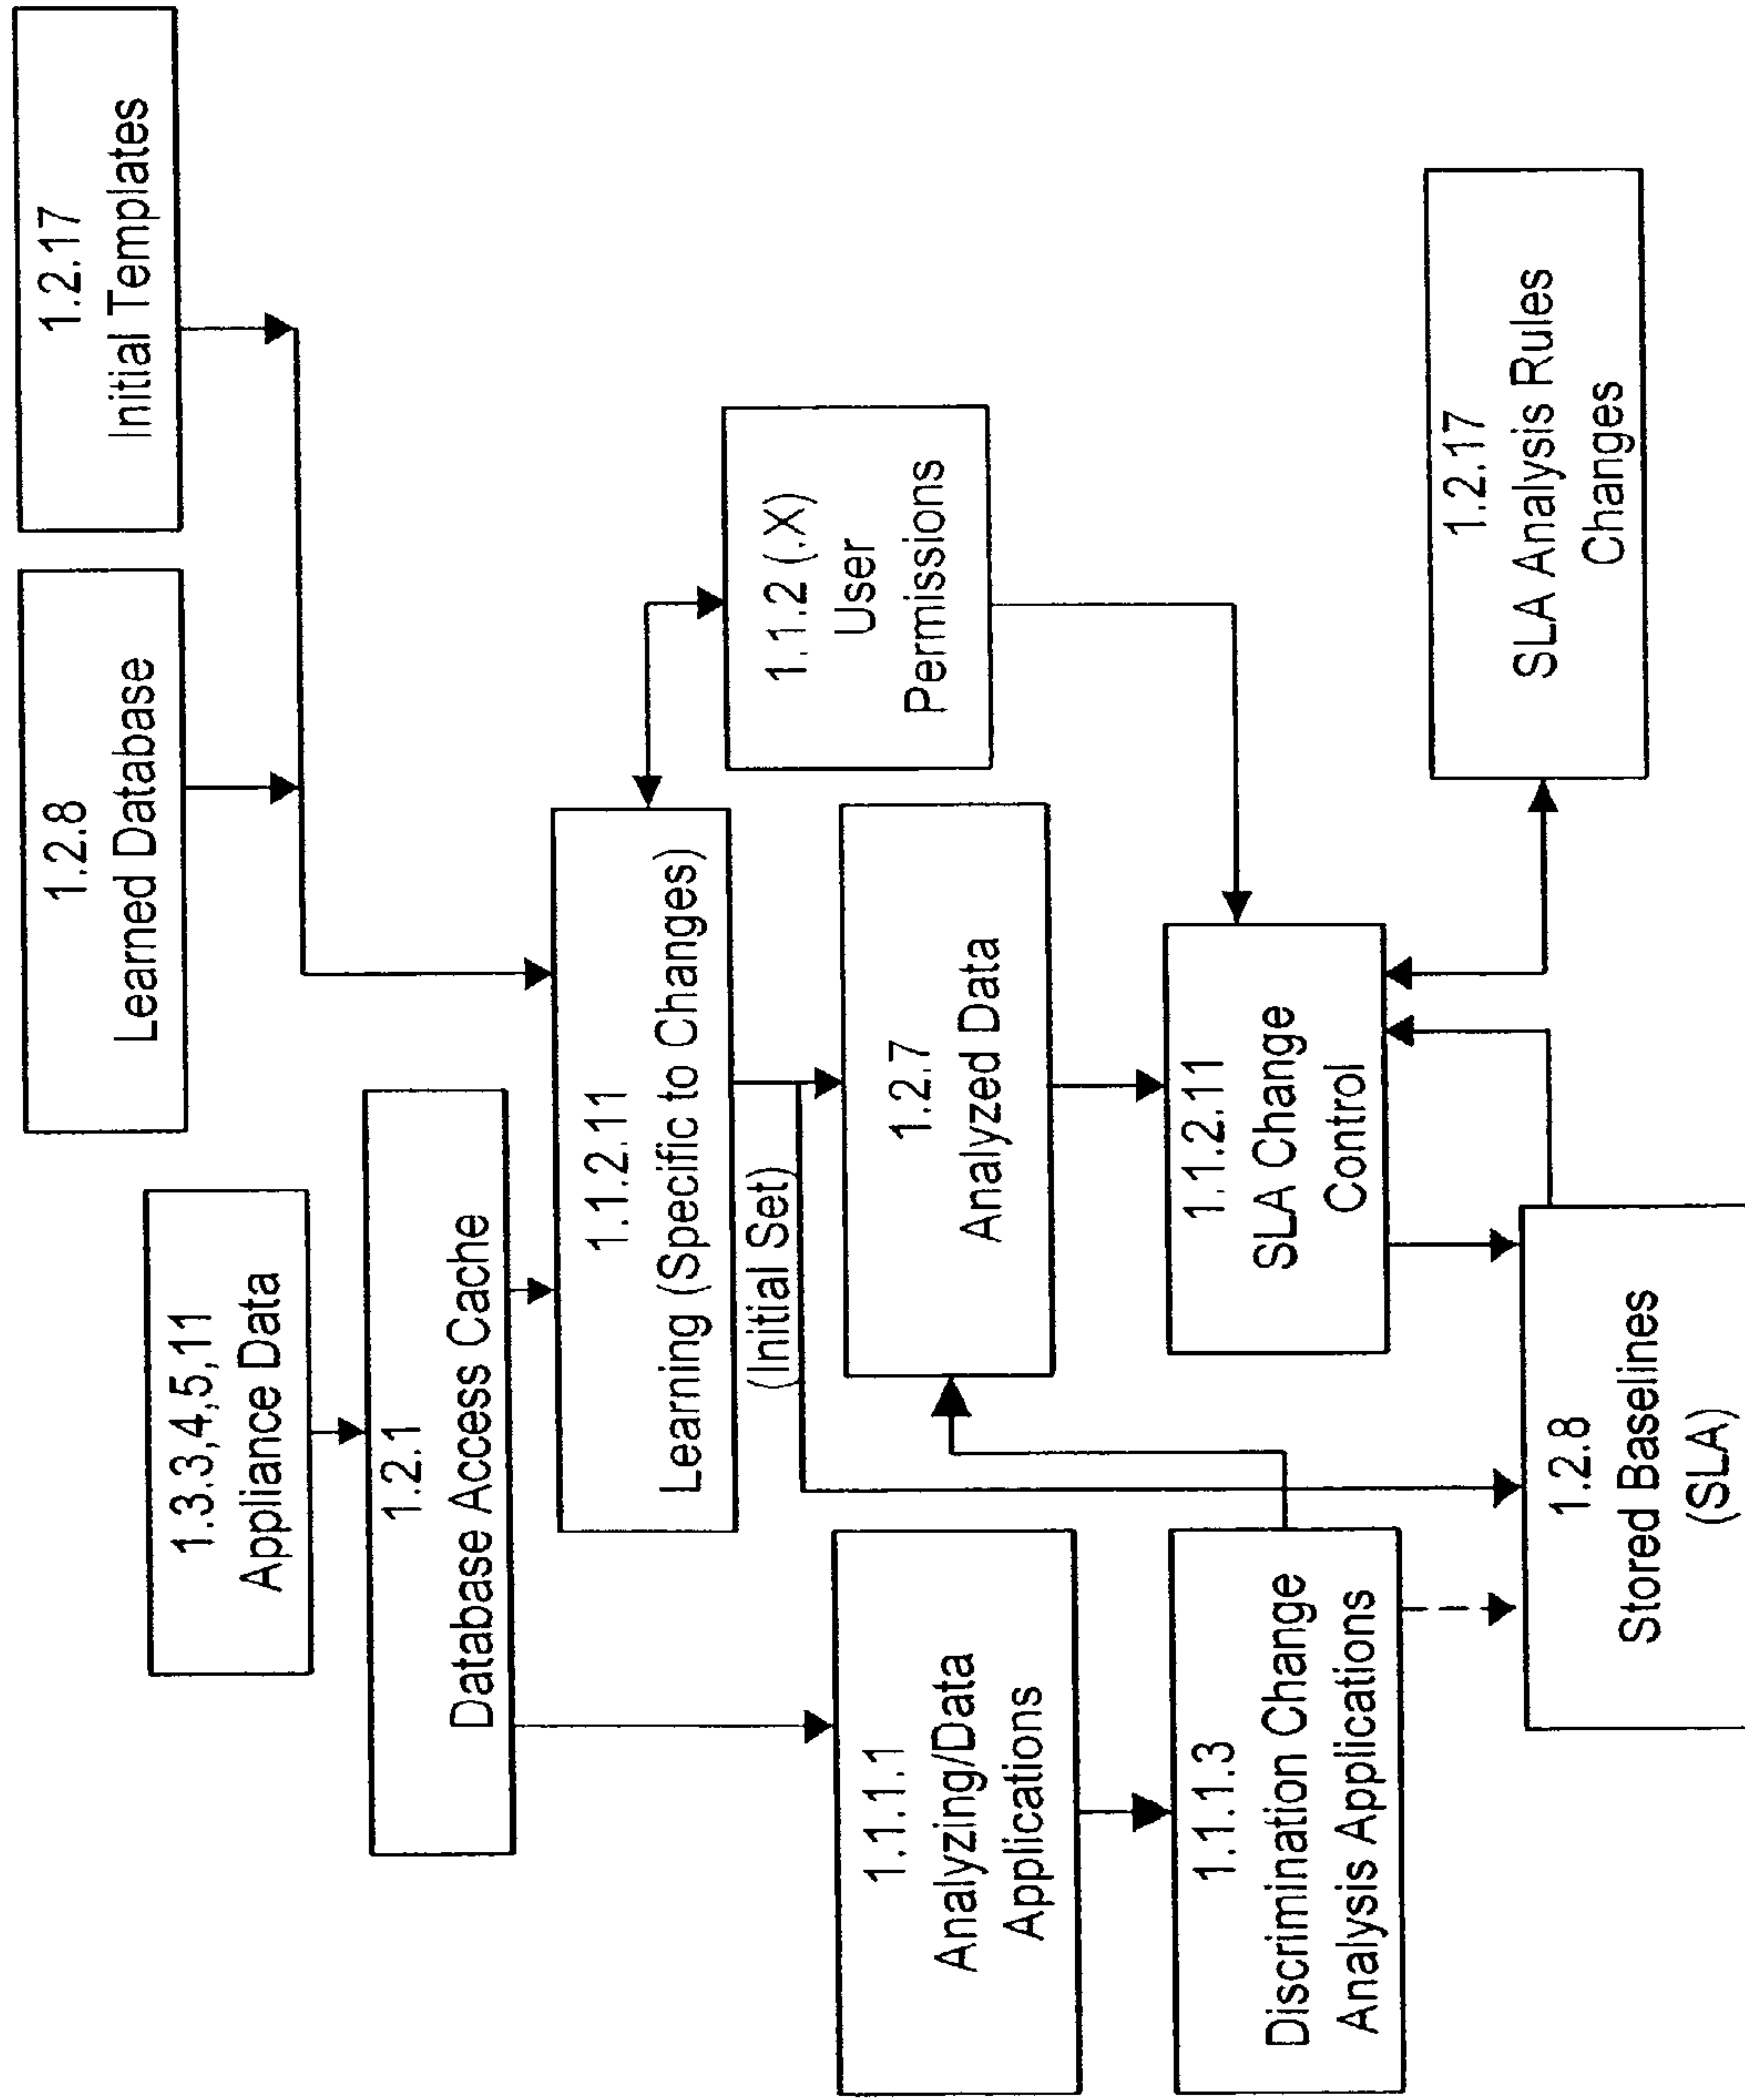 1.2.17
Initial Templates
1.2.8
Learned Database
1.3.3,4,5,11
Appliance Data
1.2.1
Database Access Cache
1.1.2.11
Learning (Specific to Changes)
(Initial Set)
1.1.2 (.X)
User
Permissions
1.2.7
Analyzed Data
1.1.1.1
Analyzing/Data
Applications
1.1.2.11
SLA Change
Control
1.1.1.3
Discrimination Change
Analysis Applications
1.2.17
SLA Analysis Rules
Changes
1.2.8
Stored Baselines
(SLA)